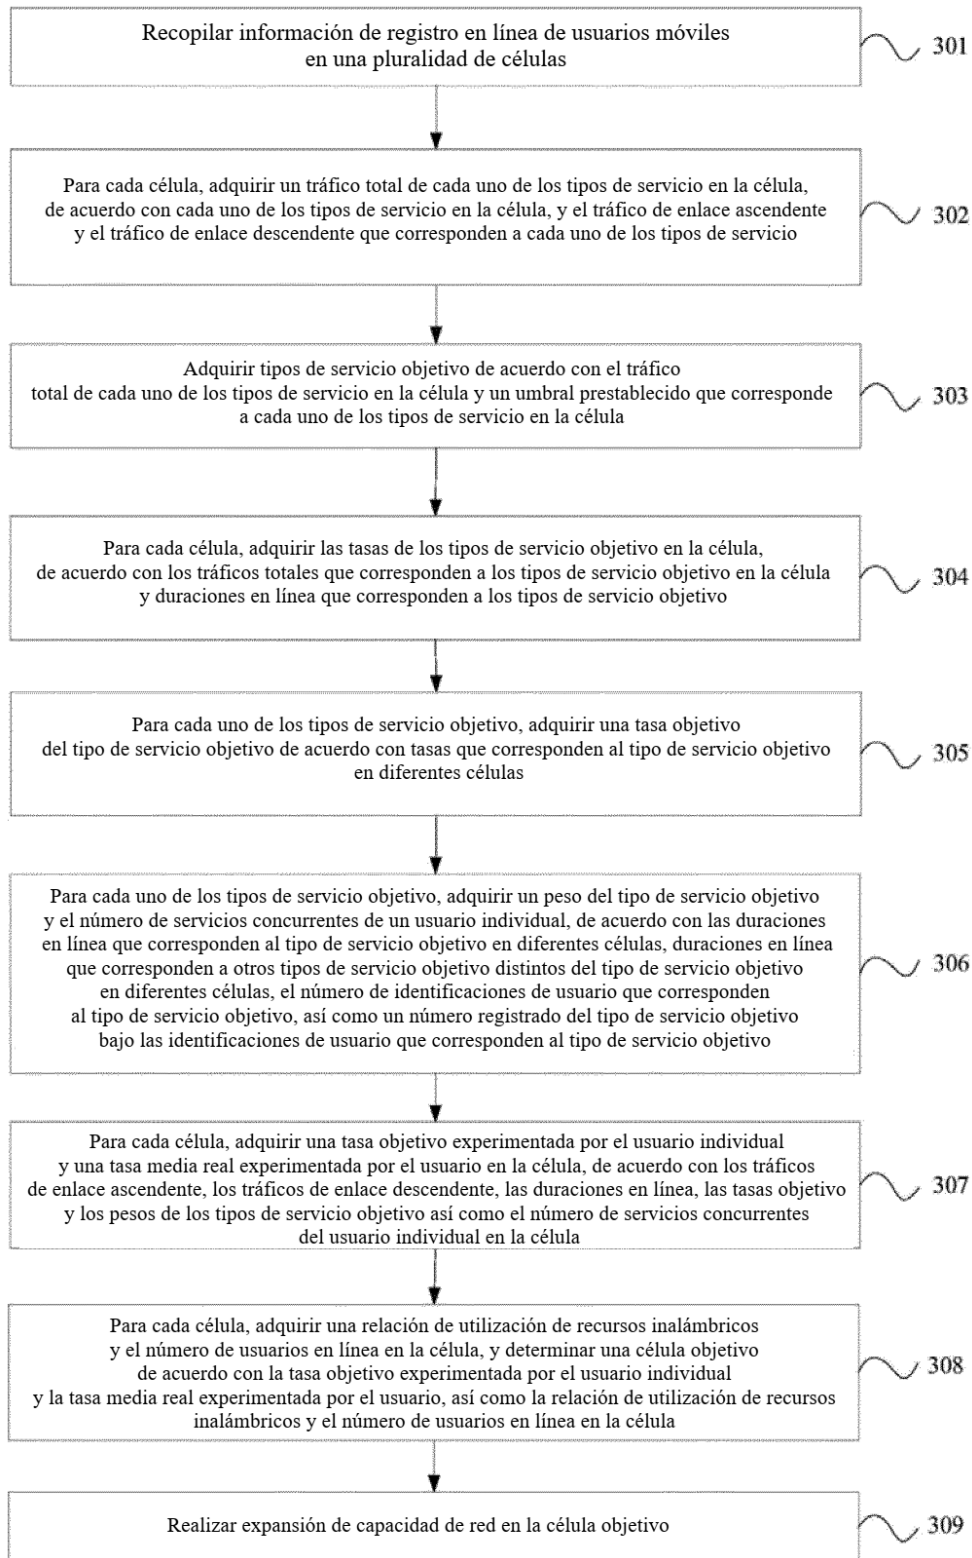 Recopilar información de registro en línea de usuarios móviles
en una pluralidad de células
301
Para cada célula, adquirir un tráfico total de cada uno de los tipos de servicio en la célula,
de acuerdo con cada uno de los tipos de servicio en la célula, y el tráfico de enlace ascendente
y el tráfico de enlace descendente que corresponden a cada uno de los tipos de servicio
302
Adquirir tipos de servicio objetivo de acuerdo con el tráfico
total de cada uno de los tipos de servicio en la célula y un umbral prestablecido que corresponde
a cada uno de los tipos de servicio en la célula
303
Para cada célula, adquirir las tasas de los tipos de servicio objetivo en la célula,
de acuerdo con los tráficos totales que corresponden a los tipos de servicio objetivo en la célula
y duraciones en línea que corresponden a los tipos de servicio objetivo
304
Para cada uno de los tipos de servicio objetivo, adquirir una tasa objetivo
del tipo de servicio objetivo de acuerdo con tasas que corresponden al tipo de servicio objetivo
en diferentes células
305
Para cada uno de los tipos de servicio objetivo, adquirir un peso del tipo de servicio objetivo
y el número de servicios concurrentes de un usuario individual, de acuerdo con las duraciones
en línea que corresponden al tipo de servicio objetivo en diferentes células, duraciones en línea
que corresponden a otros tipos de servicio objetivo distintos del tipo de servicio objetivo
en diferentes células, el número de identificaciones de usuario que corresponden
al tipo de servicio objetivo, así como un número registrado del tipo de servicio objetivo
bajo las identificaciones de usuario que corresponden al tipo de servicio objetivo
306
Para cada célula, adquirir una tasa objetivo experimentada por el usuario individual
y una tasa media real experimentada por el usuario en la célula, de acuerdo con los tráficos
de enlace ascendente, los tráficos de enlace descendente, las duraciones en línea, las tasas objetivo
y los pesos de los tipos de servicio objetivo así como el número de servicios concurrentes
del usuario individual en la célula
307
Para cada célula, adquirir una relación de utilización de recursos inalámbricos
y el número de usuarios en línea en la célula, y determinar una célula objetivo
de acuerdo con la tasa objetivo experimentada por el usuario individual
y la tasa media real experimentada por el usuario, así como la relación de utilización de recursos
inalámbricos y el número de usuarios en línea en la célula
308
Realizar expansión de capacidad de red en la célula objetivo
309